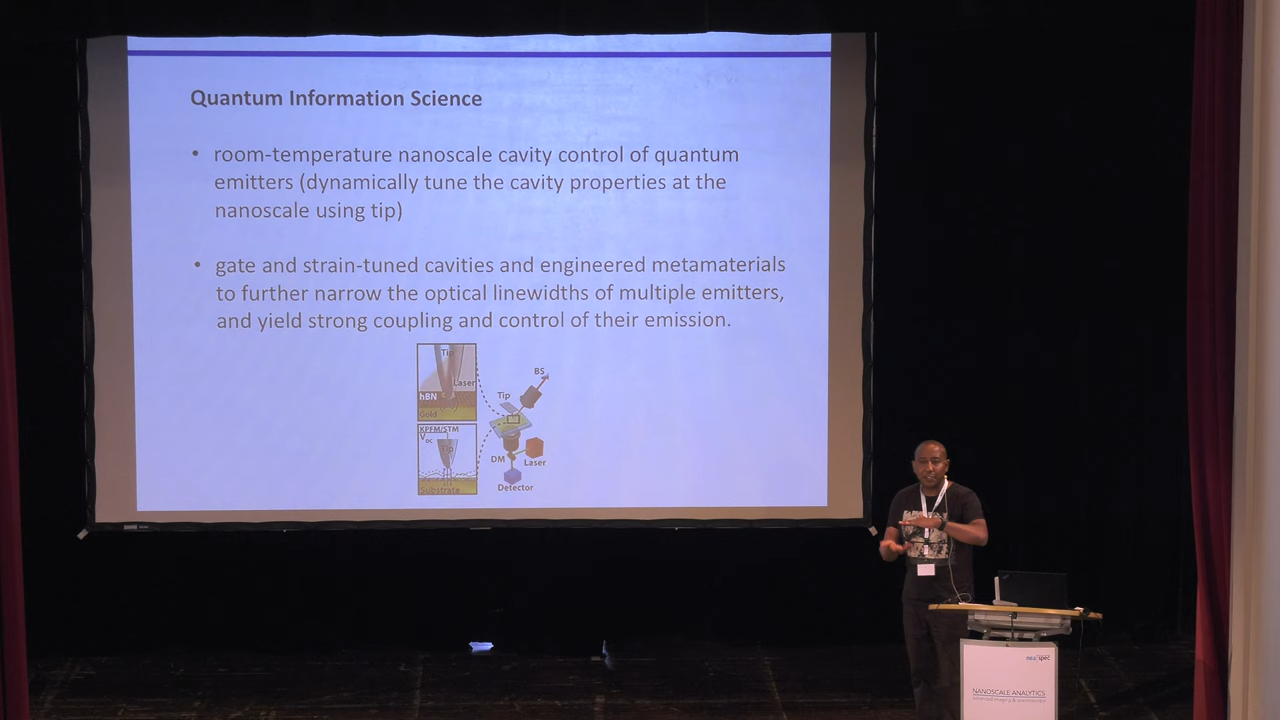 Quantum Information Science
• room-temperature nanoscale cavity control of quantum
emitters (dynamically tune the cavity properties at the
nanoscale using tip)
• gate and strain-tuned cavities and engineered metamaterials
to further narrow the optical linewidths of multiple emitters,
and yield strong coupling and control of their emission.
Tip
Laser
hBN
Gold
KPFM/STM
Voc
Tip
Substrate
BS
Tip
DM
Laser
Detector
neaspec
NANOSCALE ANALYTICS